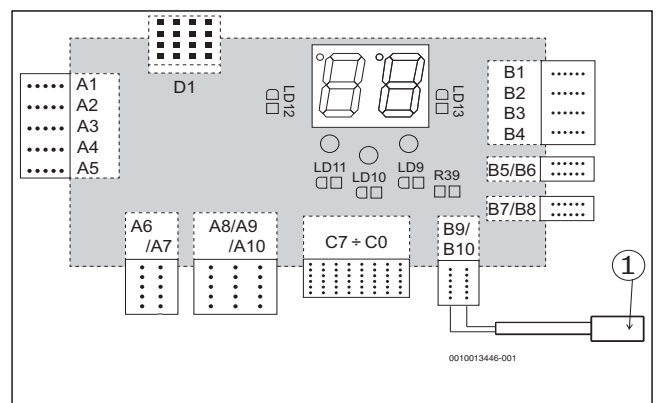 D1
A1
A2
A3
A4
A5
LD12
LD13
B1
B2
B3
B4
LD11
LD10
LD9
R39
B5/B6
B7/B8
A6
/A7
A8/A9
/A10
C7 ÷ C0
B9/
B10
1
0010013446-001